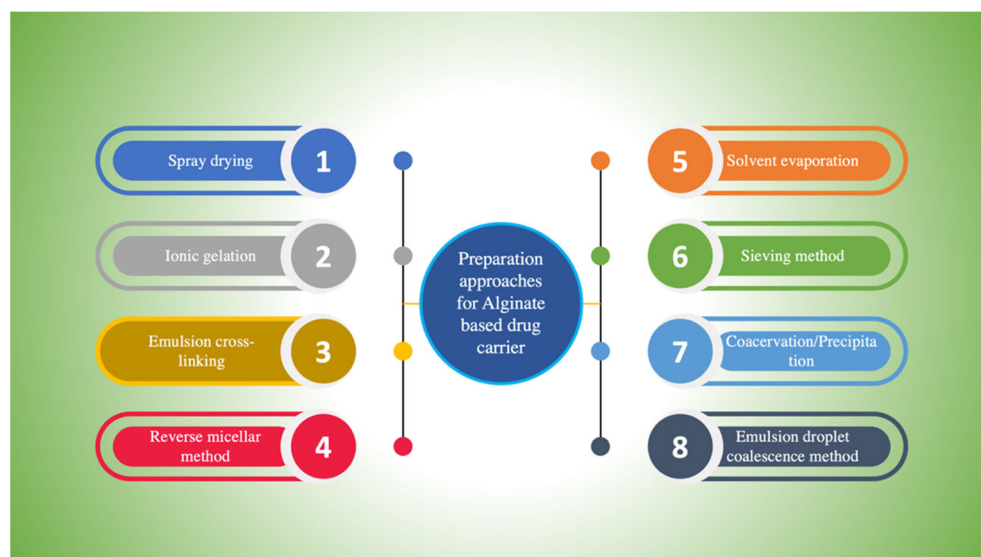 Spray drying
1
Ionic gelation
2
Emulsion cross-
linking
3
Reverse micellar
method
4
Preparation
approaches
for Alginate
based drug
carrier
5
Solvent evaporation
6
Sieving method
7
Coacervation/Precipita
tion
8
Emulsion droplet
coalescence method